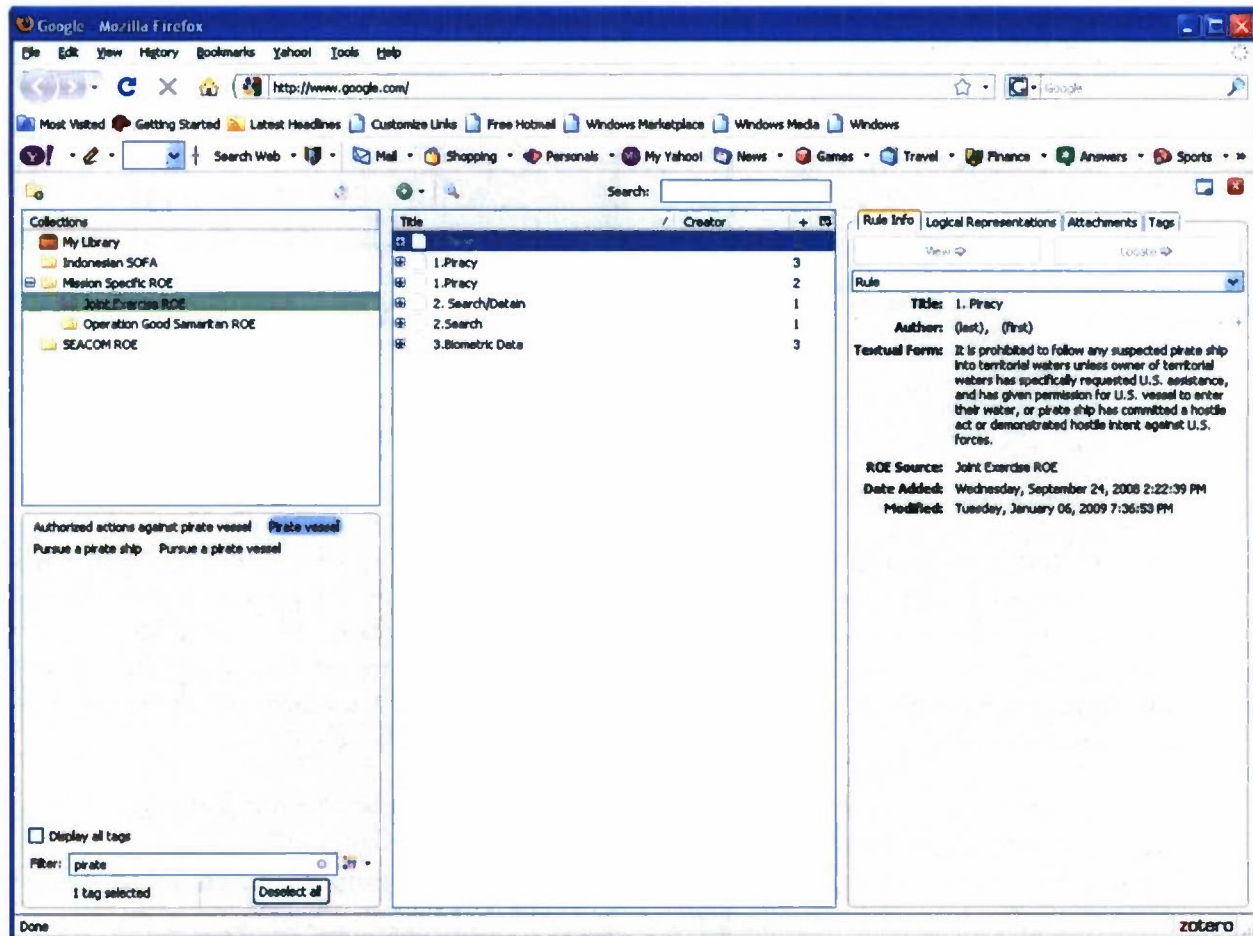 Google - Mozilla Firefox
File Edit View History Bookmarks Yahoo! Tools Help
http://www.google.com/
Google
Most Visited Getting Started Latest Headlines Customize Links Free Hotmail Windows Marketplace Windows Media Windows
Y! Search Web Mail Shopping Personals My Yahoo! News Games Travel Finance Answers Sports »
Search:
Collections
My Library
Indonesian SOFA
Mission Specific ROE
Joint Exercise ROE
Operation Good Samaritan ROE
SEACOM ROE
Authorized actions against pirate vessel Pirate vessel
Pursue a pirate ship Pursue a pirate vessel
Display all tags
Filter: pirate
1 tag selected Deselect all
Title / Creator +
1.Piracy 3
1.Piracy 2
2. Search/Detain 1
2.Search 1
3.Biometric Data 3
Rule Info Logical Representations Attachments Tags
View Locate
Rule
Title: 1. Piracy
Author: (last), (first)
Textual Form: It is prohibited to follow any suspected pirate ship
into territorial waters unless owner of territorial
waters has specifically requested U.S. assistance,
and has given permission for U.S. vessel to enter
their water, or pirate ship has committed a hostile
act or demonstrated hostile intent against U.S.
forces.
ROE Source: Joint Exercise ROE
Date Added: Wednesday, September 24, 2008 2:22:39 PM
Modified: Tuesday, January 06, 2009 7:36:53 PM
Done
zotero